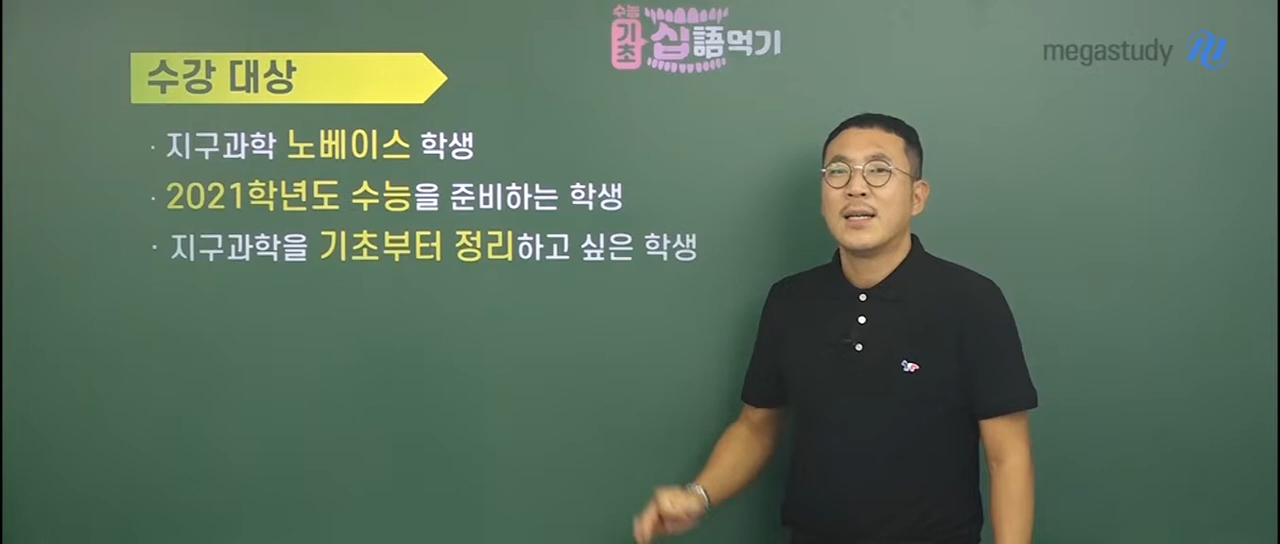 수능
기초
십語먹기
megastudy
수강 대상
· 지구과학 노베이스 학생
· 2021학년도 수능을 준비하는 학생
· 지구과학을 기초부터 정리하고 싶은 학생